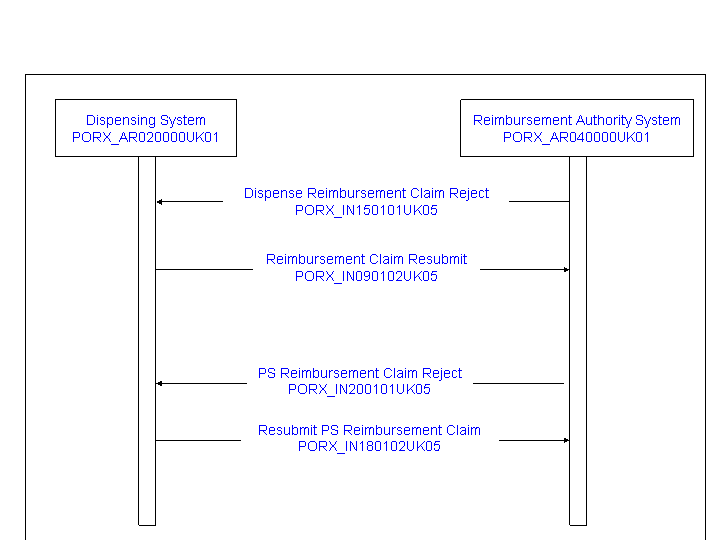 Dispensing System
PORX_AR020000UK01
Reimbursement Authority System
PORX_AR040000UK01
Dispense Reimbursement Claim Reject
PORX_IN150101UK05
Reimbursement Claim Resubmit
PORX_IN090102UK05
PS Reimbursement Claim Reject
PORX_IN200101UK05
Resubmit PS Reimbursement Claim
PORX_IN180102UK05